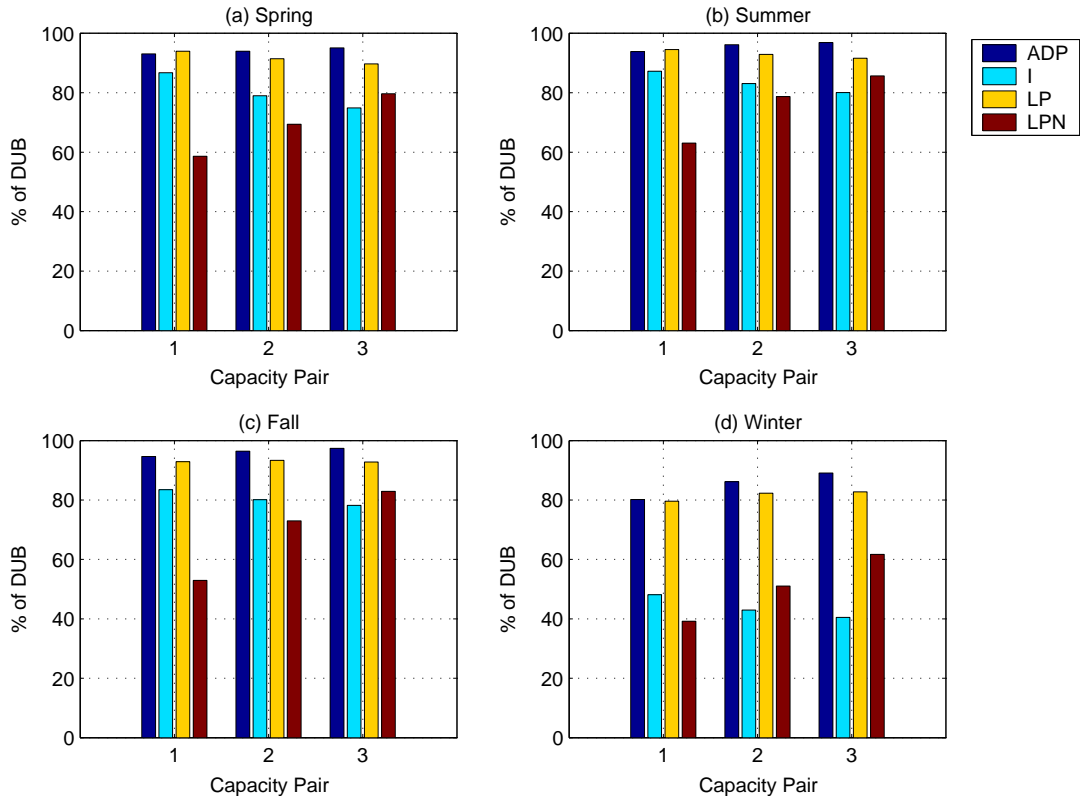 (a) Spring
100
80
60
40
20
0
% of DUB
1 2 3
Capacity Pair
(b) Summer
100
80
60
40
20
0
% of DUB
1 2 3
Capacity Pair
ADP
I
LP
LPN
(c) Fall
100
80
60
40
20
0
% of DUB
1 2 3
Capacity Pair
(d) Winter
100
80
60
40
20
0
% of DUB
1 2 3
Capacity Pair